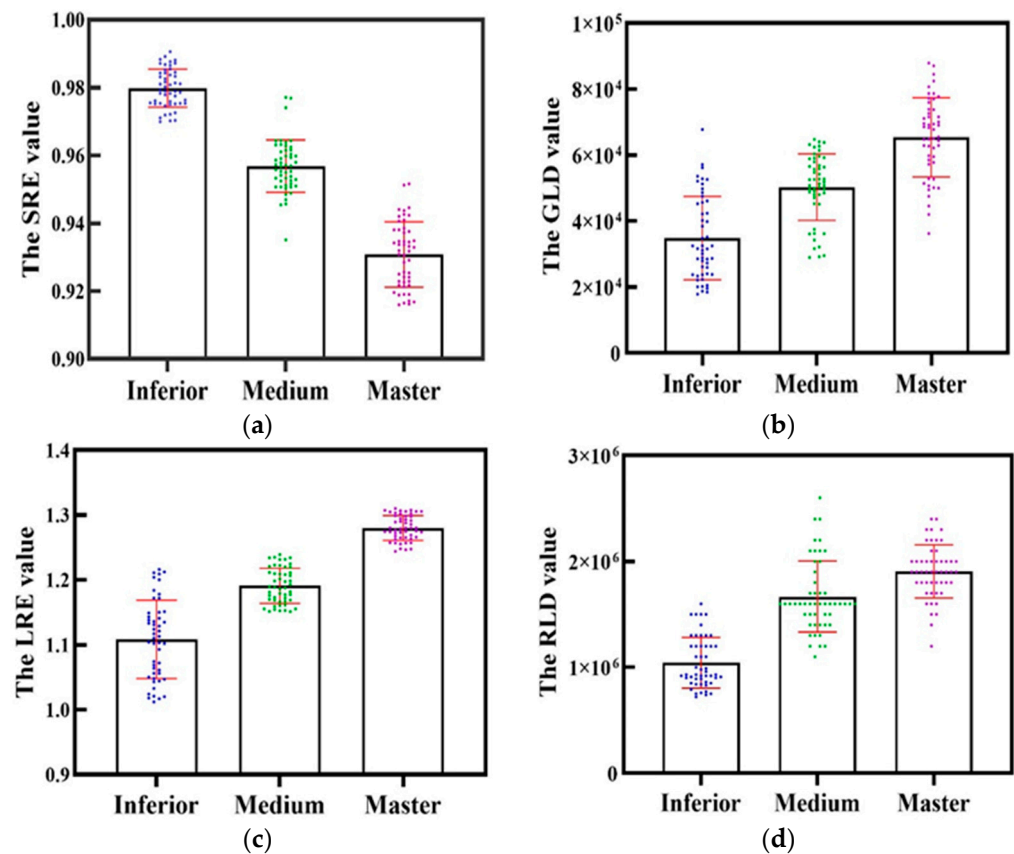 The SRE value
1.00
0.98
0.96
0.94
0.92
0.90
Inferior Medium Master
(a)
The GLD value
1×10⁵
8×10⁴
6×10⁴
4×10⁴
2×10⁴
0
Inferior Medium Master
(b)
The LRE value
1.4
1.3
1.2
1.1
1.0
0.9
Inferior Medium Master
(c)
The RLD value
3×10⁶
2×10⁶
1×10⁶
0
Inferior Medium Master
(d)